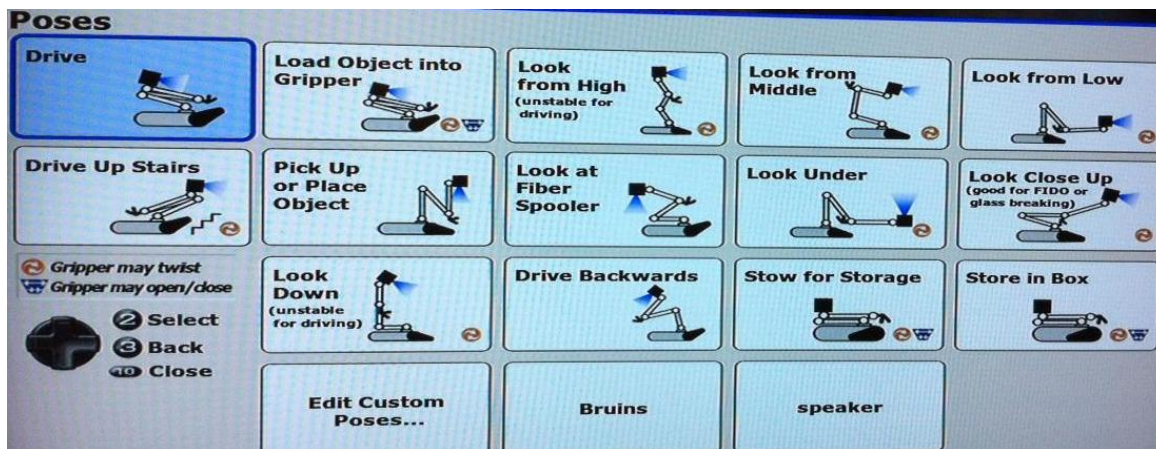 Poses
Drive
Load Object into
Gripper
Look
from High
(unstable for
driving)
Look from
Middle
Look from Low
Drive Up Stairs
Pick Up
or Place
Object
Look at
Fiber
Spooler
Look Under
Look Close Up
(good for FIDO or
glass breaking)
Gripper may twist
Gripper may open/close
2 Select
3 Back
10 Close
Look
Down
(unstable
for driving)
Drive Backwards
Stow for Storage
Store in Box
Edit Custom
Poses...
Bruins
speaker